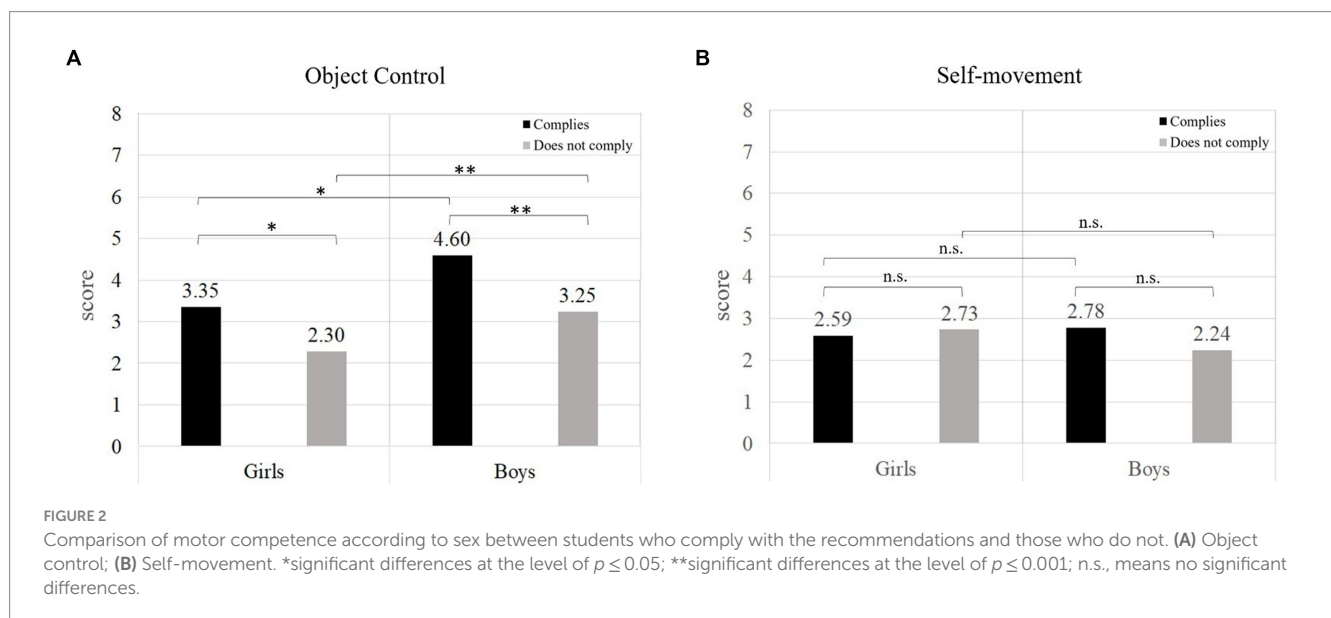 A
Object Control
8
7
6
5
4
3
2
1
0
score
Complies
Does not comply
**
*
**
*
3.35
2.30
4.60
3.25
Girls
Boys
B
Self-movement
8
7
6
5
4
3
2
1
0
score
Complies
Does not comply
n.s.
n.s.
n.s.
n.s.
2.59
2.73
2.78
2.24
Girls
Boys
FIGURE 2
Comparison of motor competence according to sex between students who comply with the recommendations and those who do not. (A) Object
control; (B) Self-movement. *significant differences at the level of p ≤ 0.05; **significant differences at the level of p ≤ 0.001; n.s., means no significant
differences.